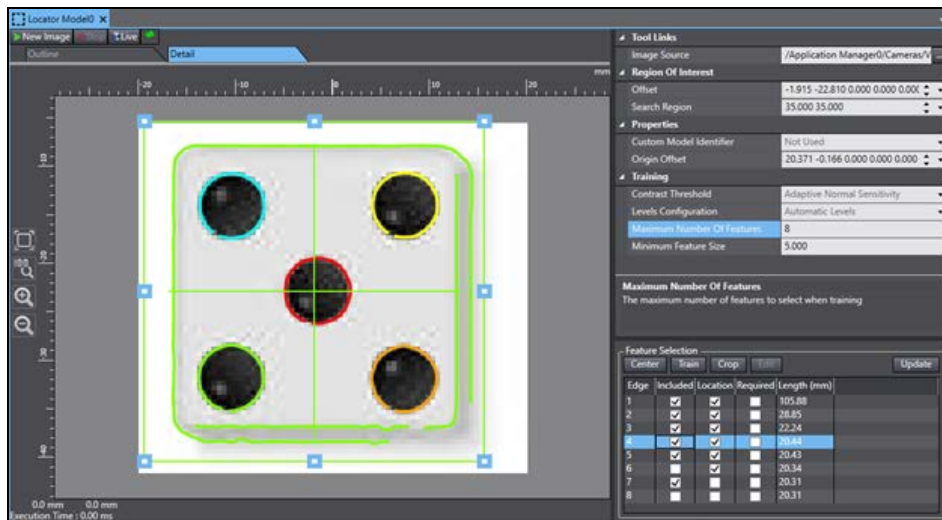 Locator Model0 ×
New Image Stop Live
Outline Detail
mm
-20 -10 0 10 20
-10
-20
-30
-40
100
0.0 mm 0.0 mm
Execution Time : 0.00 ms
Tool Links
Image Source /Application Manager0/Cameras/V
Region Of Interest
Offset -1.915 -22.810 0.000 0.000 0.00(
Search Region 35.000 35.000
Properties
Custom Model Identifier Not Used
Origin Offset 20.371 -0.166 0.000 0.000 0.000
Training
Contrast Threshold Adaptive Normal Sensitivity
Levels Configuration Automatic Levels
Maximum Number Of Features 8
Minimum Feature Size 5.000
Maximum Number Of Features
The maximum number of features to select when training
Feature Selection
Center Train Crop Edit Update
Edge Included Location Required Length (mm)
1 105.88
2 28.85
3 22.24
4 20.44
5 20.43
6 20.34
7 20.31
8 20.31